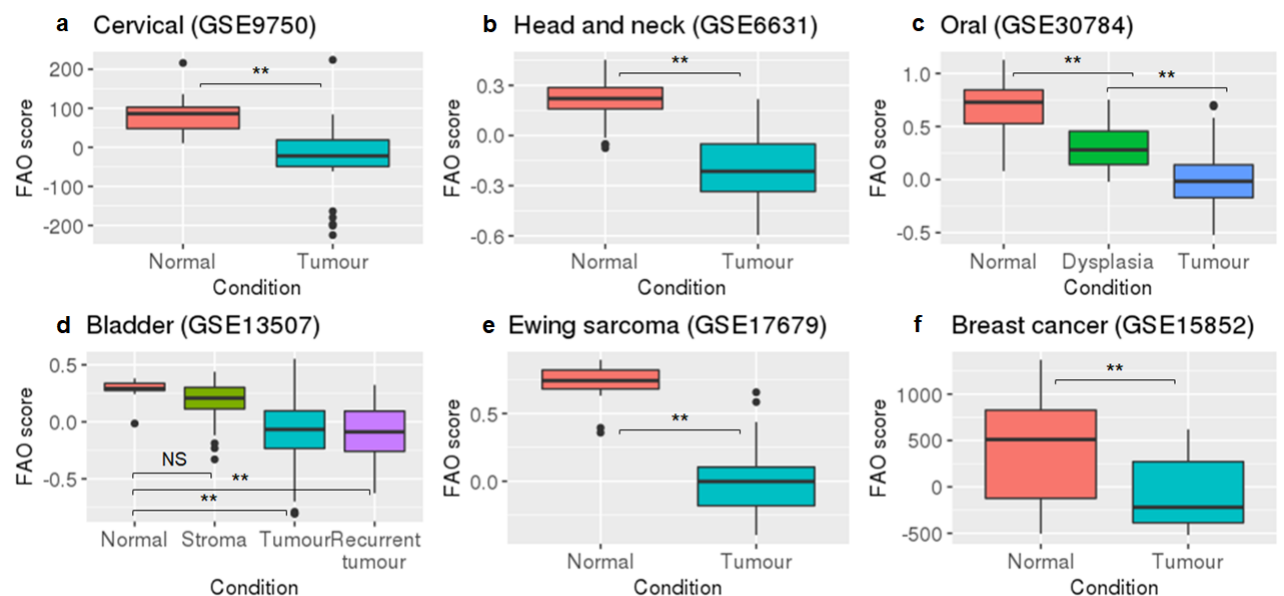 a Cervical (GSE9750)
FAO score
200
100
0
-100
-200
**
Normal Tumour
Condition
b Head and neck (GSE6631)
FAO score
0.3
0.0
-0.3
-0.6
**
Normal Tumour
Condition
c Oral (GSE30784)
FAO score
1.0
0.5
0.0
-0.5
** **
Normal Dysplasia Tumour
Condition
d Bladder (GSE13507)
FAO score
0.5
0.0
-0.5
NS
**
**
Normal Stroma Tumour Recurrent
tumour
Condition
e Ewing sarcoma (GSE17679)
FAO score
0.5
0.0
**
Normal Tumour
Condition
f Breast cancer (GSE15852)
FAO score
1000
500
0
-500
**
Normal Tumour
Condition